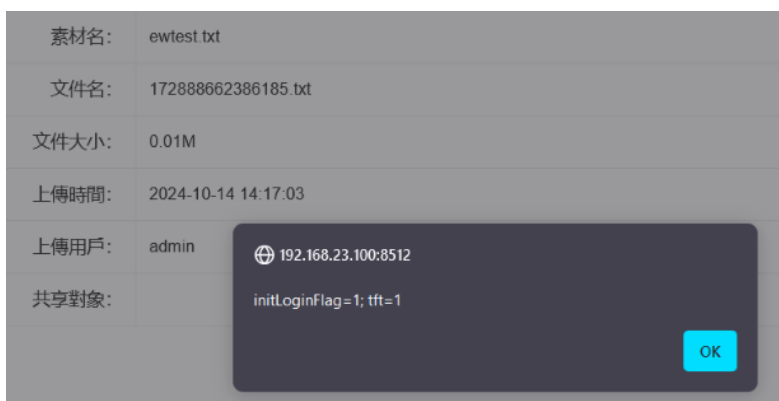 素材名： ewtest.txt
文件名： 172888662386185.txt
文件大小： 0.01M
上傳時間： 2024-10-14 14:17:03
上傳用戶： admin
共享對象：
192.168.23.100:8512
initLoginFlag=1; tft=1
OK